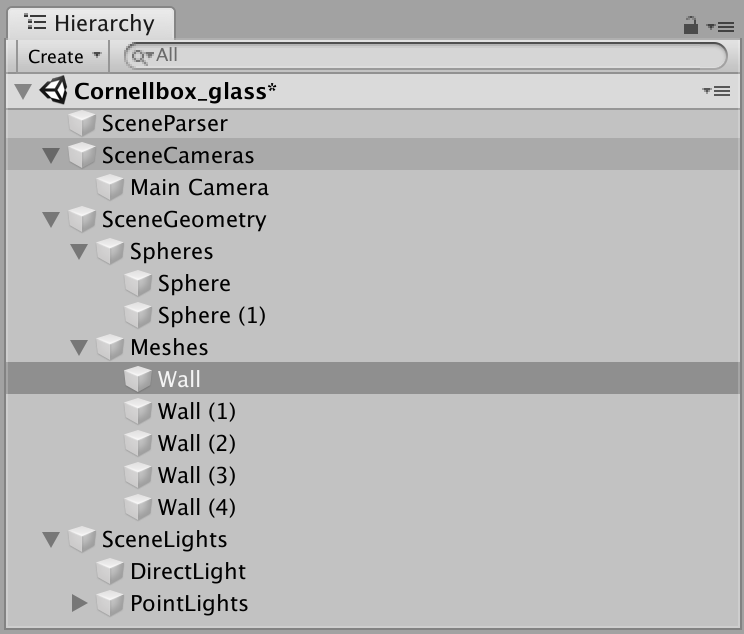 Hierarchy
Create All
Cornellbox_glass*
SceneParser
SceneCameras
Main Camera
SceneGeometry
Spheres
Sphere
Sphere (1)
Meshes
Wall
Wall (1)
Wall (2)
Wall (3)
Wall (4)
SceneLights
DirectLight
PointLights